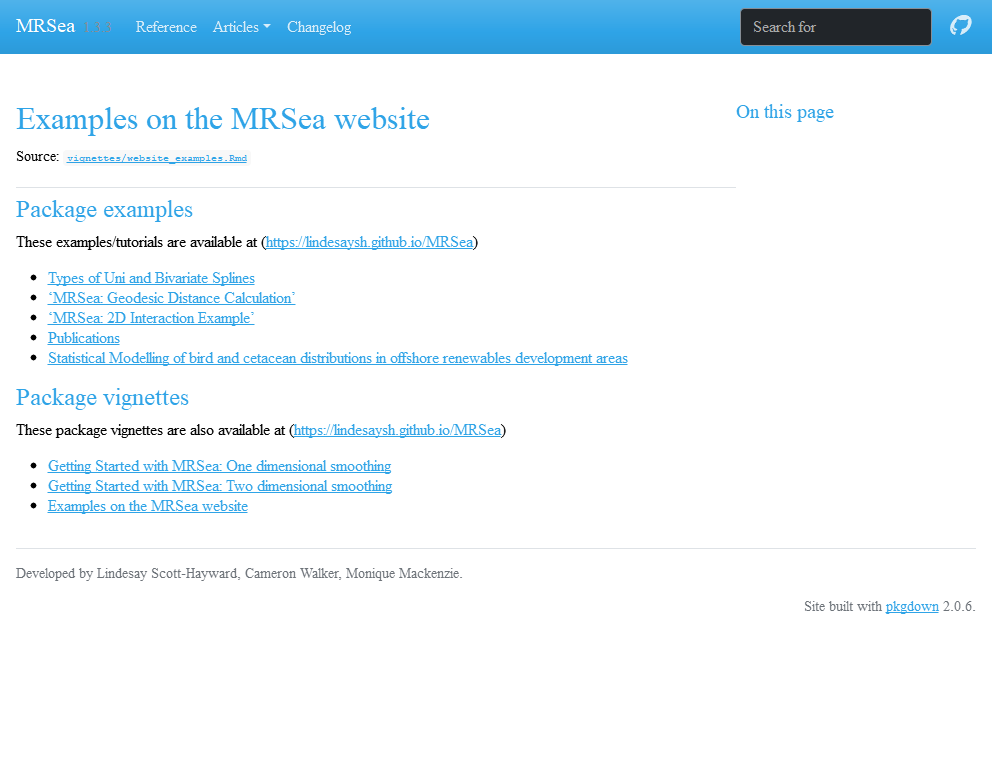 MRSea 1.3.3 Reference Articles Changelog Search for
Examples on the MRSea website
On this page
Source: vignettes/website_examples.Rmd
Package examples
These examples/tutorials are available at (https://lindesaysh.github.io/MRSea)
Types of Uni and Bivariate Splines
‘MRSea: Geodesic Distance Calculation’
‘MRSea: 2D Interaction Example’
Publications
Statistical Modelling of bird and cetacean distributions in offshore renewables development areas
Package vignettes
These package vignettes are also available at (https://lindesaysh.github.io/MRSea)
Getting Started with MRSea: One dimensional smoothing
Getting Started with MRSea: Two dimensional smoothing
Examples on the MRSea website
Developed by Lindesay Scott-Hayward, Cameron Walker, Monique Mackenzie.
Site built with pkgdown 2.0.6.